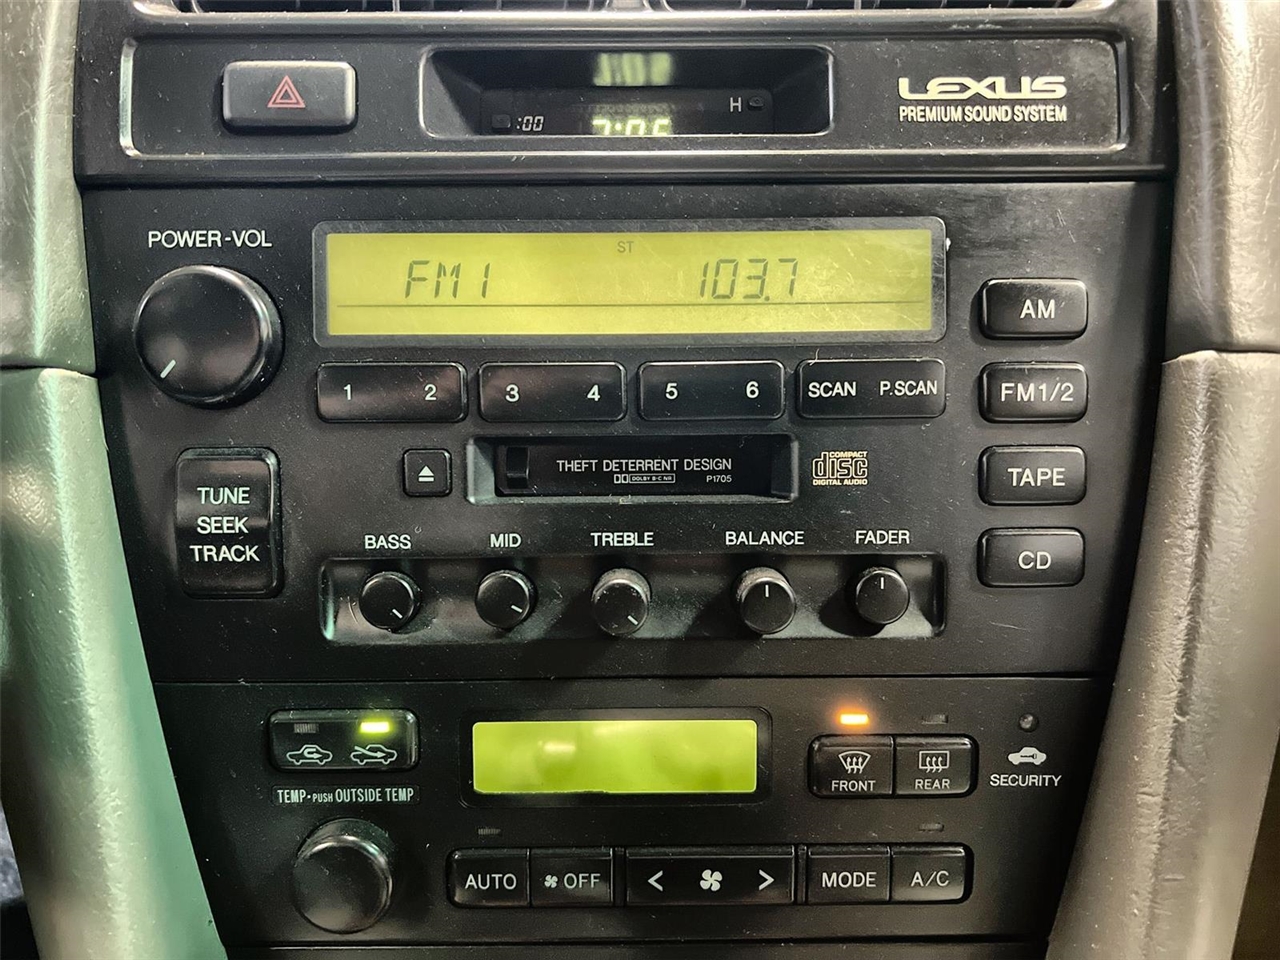 LEXUS
PREMIUM SOUND SYSTEM
H
:00
POWER-VOL
ST
FM1 103.7
AM
1 2 3 4 5 6 SCAN P.SCAN
FM1/2
THEFT DETERRENT DESIGN
DOLBY B-C NR P1705
COMPACT
disc
DIGITAL AUDIO
TAPE
TUNE
SEEK
TRACK
BASS MID TREBLE BALANCE FADER
CD
FRONT REAR
SECURITY
TEMP-PUSH OUTSIDE TEMP
AUTO OFF < > MODE A/C